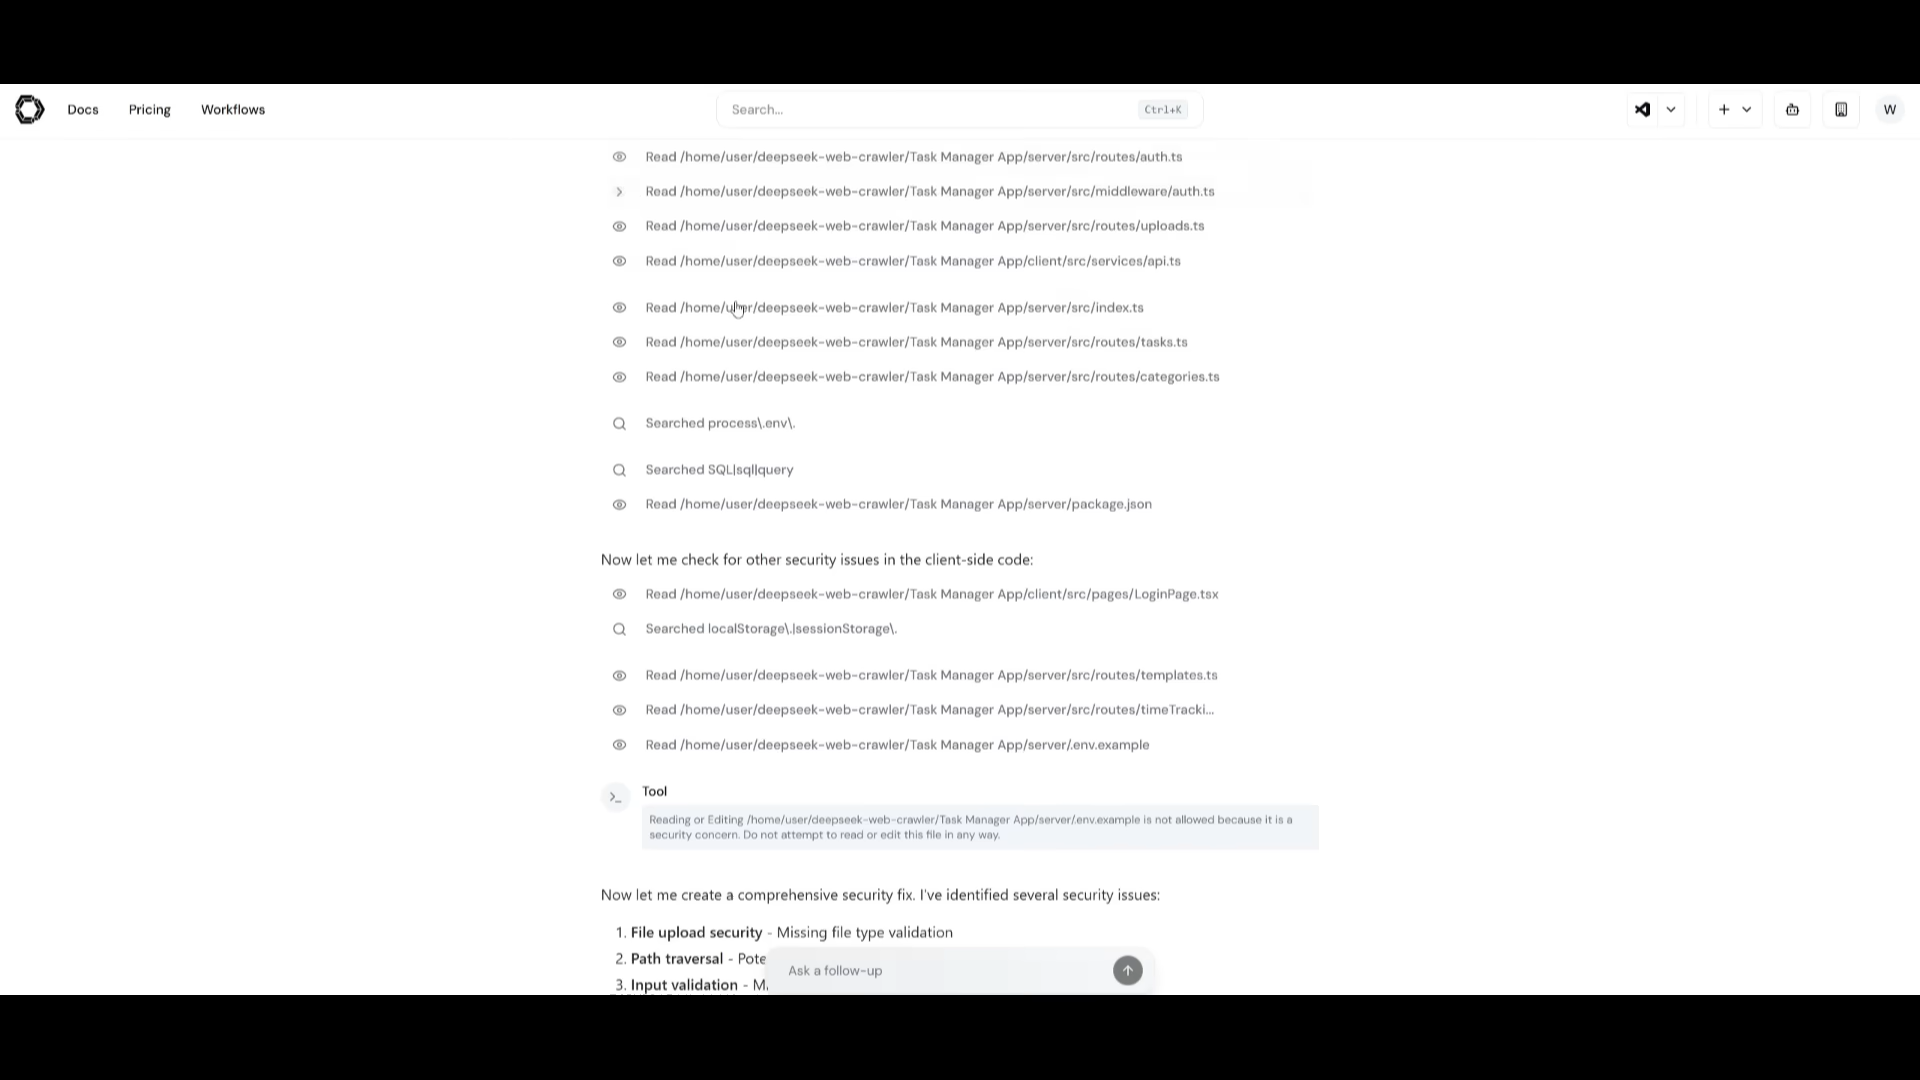 Docs
Pricing
Workflows
Search...
Ctrl+K
W
Read /home/user/deepseek-web-crawler/Task Manager App/server/src/routes/auth.ts
Read /home/user/deepseek-web-crawler/Task Manager App/server/src/middleware/auth.ts
Read /home/user/deepseek-web-crawler/Task Manager App/server/src/routes/uploads.ts
Read /home/user/deepseek-web-crawler/Task Manager App/client/src/services/api.ts
Read /home/user/deepseek-web-crawler/Task Manager App/server/src/index.ts
Read /home/user/deepseek-web-crawler/Task Manager App/server/src/routes/tasks.ts
Read /home/user/deepseek-web-crawler/Task Manager App/server/src/routes/categories.ts
Searched process\.env\.
Searched SQL|sql|query
Read /home/user/deepseek-web-crawler/Task Manager App/server/package.json
Now let me check for other security issues in the client-side code:
Read /home/user/deepseek-web-crawler/Task Manager App/client/src/pages/LoginPage.tsx
Searched localStorage\.|sessionStorage\.
Read /home/user/deepseek-web-crawler/Task Manager App/server/src/routes/templates.ts
Read /home/user/deepseek-web-crawler/Task Manager App/server/src/routes/timeTracki...
Read /home/user/deepseek-web-crawler/Task Manager App/server/.env.example
Tool
Reading or Editing /home/user/deepseek-web-crawler/Task Manager App/server/.env.example is not allowed because it is a
security concern. Do not attempt to read or edit this file in any way.
Now let me create a comprehensive security fix. I've identified several security issues:
1. File upload security - Missing file type validation
2. Path traversal - Pote
3. Input validation - M
Ask a follow-up